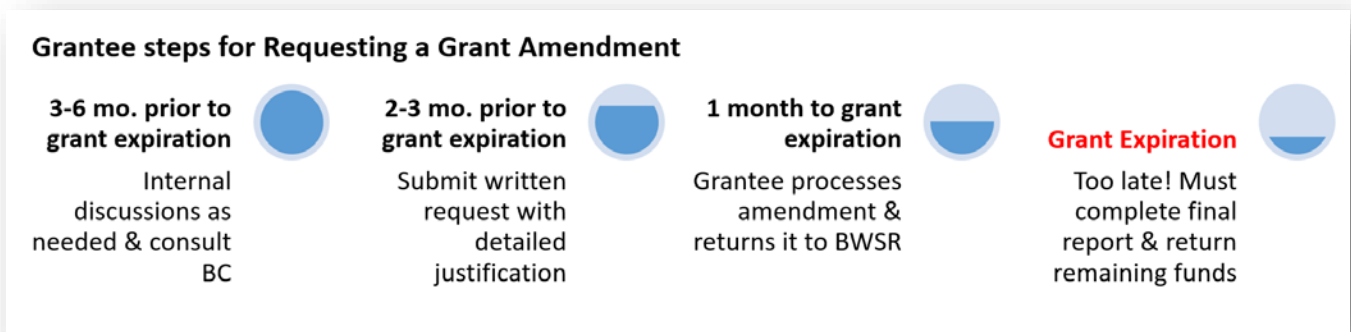 Grantee steps for Requesting a Grant Amendment
3-6 mo. prior to
grant expiration
Internal
discussions as
needed & consult
BC
2-3 mo. prior to
grant expiration
Submit written
request with
detailed
justification
1 month to grant
expiration
Grantee processes
amendment &
returns it to BWSR
Grant Expiration
Too late! Must
complete final
report & return
remaining funds